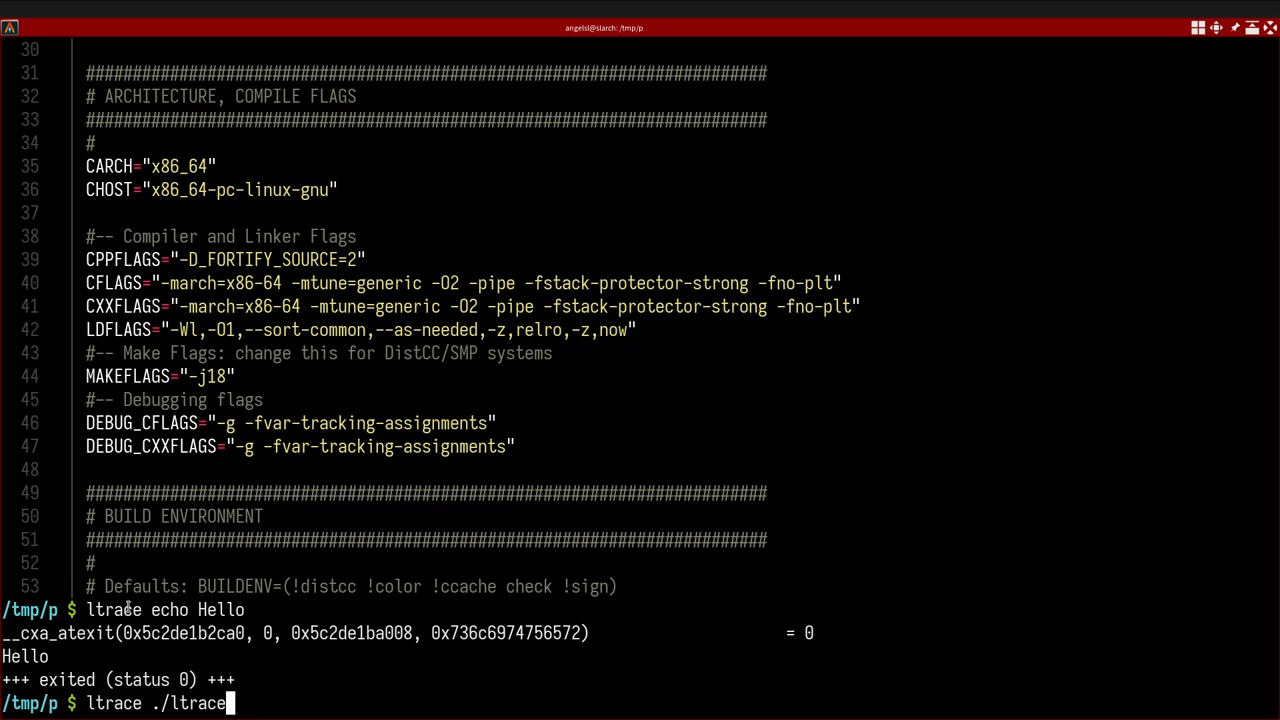 angelsl@slarch: /tmp/p
30
31 #########################################################################
32 # ARCHITECTURE, COMPILE FLAGS
33 #########################################################################
34 #
35 CARCH="x86_64"
36 CHOST="x86_64-pc-linux-gnu"
37
38 #-- Compiler and Linker Flags
39 CPPFLAGS="-D_FORTIFY_SOURCE=2"
40 CFLAGS="-march=x86-64 -mtune=generic -O2 -pipe -fstack-protector-strong -fno-plt"
41 CXXFLAGS="-march=x86-64 -mtune=generic -O2 -pipe -fstack-protector-strong -fno-plt"
42 LDFLAGS="-Wl,-O1,--sort-common,--as-needed,-z,relro,-z,now"
43 #-- Make Flags: change this for DistCC/SMP systems
44 MAKEFLAGS="-j18"
45 #-- Debugging flags
46 DEBUG_CFLAGS="-g -fvar-tracking-assignments"
47 DEBUG_CXXFLAGS="-g -fvar-tracking-assignments"
48
49 #########################################################################
50 # BUILD ENVIRONMENT
51 #########################################################################
52 #
53 # Defaults: BUILDENV=(!distcc !color !ccache check !sign)
/tmp/p $ ltrace echo Hello
__cxa_atexit(0x5c2de1b2ca0, 0, 0x5c2de1ba008, 0x736c6974756572) = 0
Hello
+++ exited (status 0) +++
/tmp/p $ ltrace ./ltrace